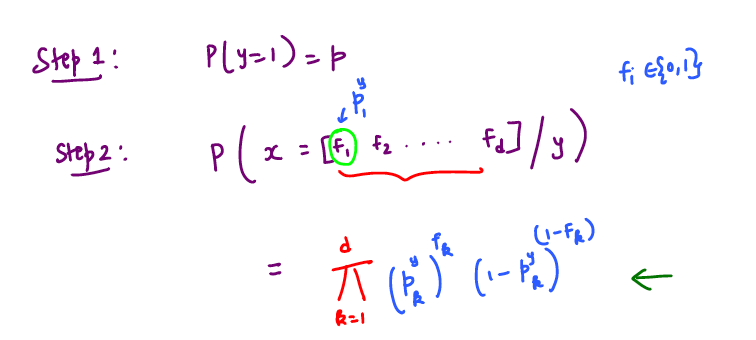 Step 1: P(y=1) = p
f_i ∈ {0,1}
p_1^y
Step 2: P( x = [f_1 f_2 ..... f_d] / y )
= ∏_{k=1}^{d} (p_k^y)^{f_k} (1 - p_k^y)^{(1-f_k)} ←